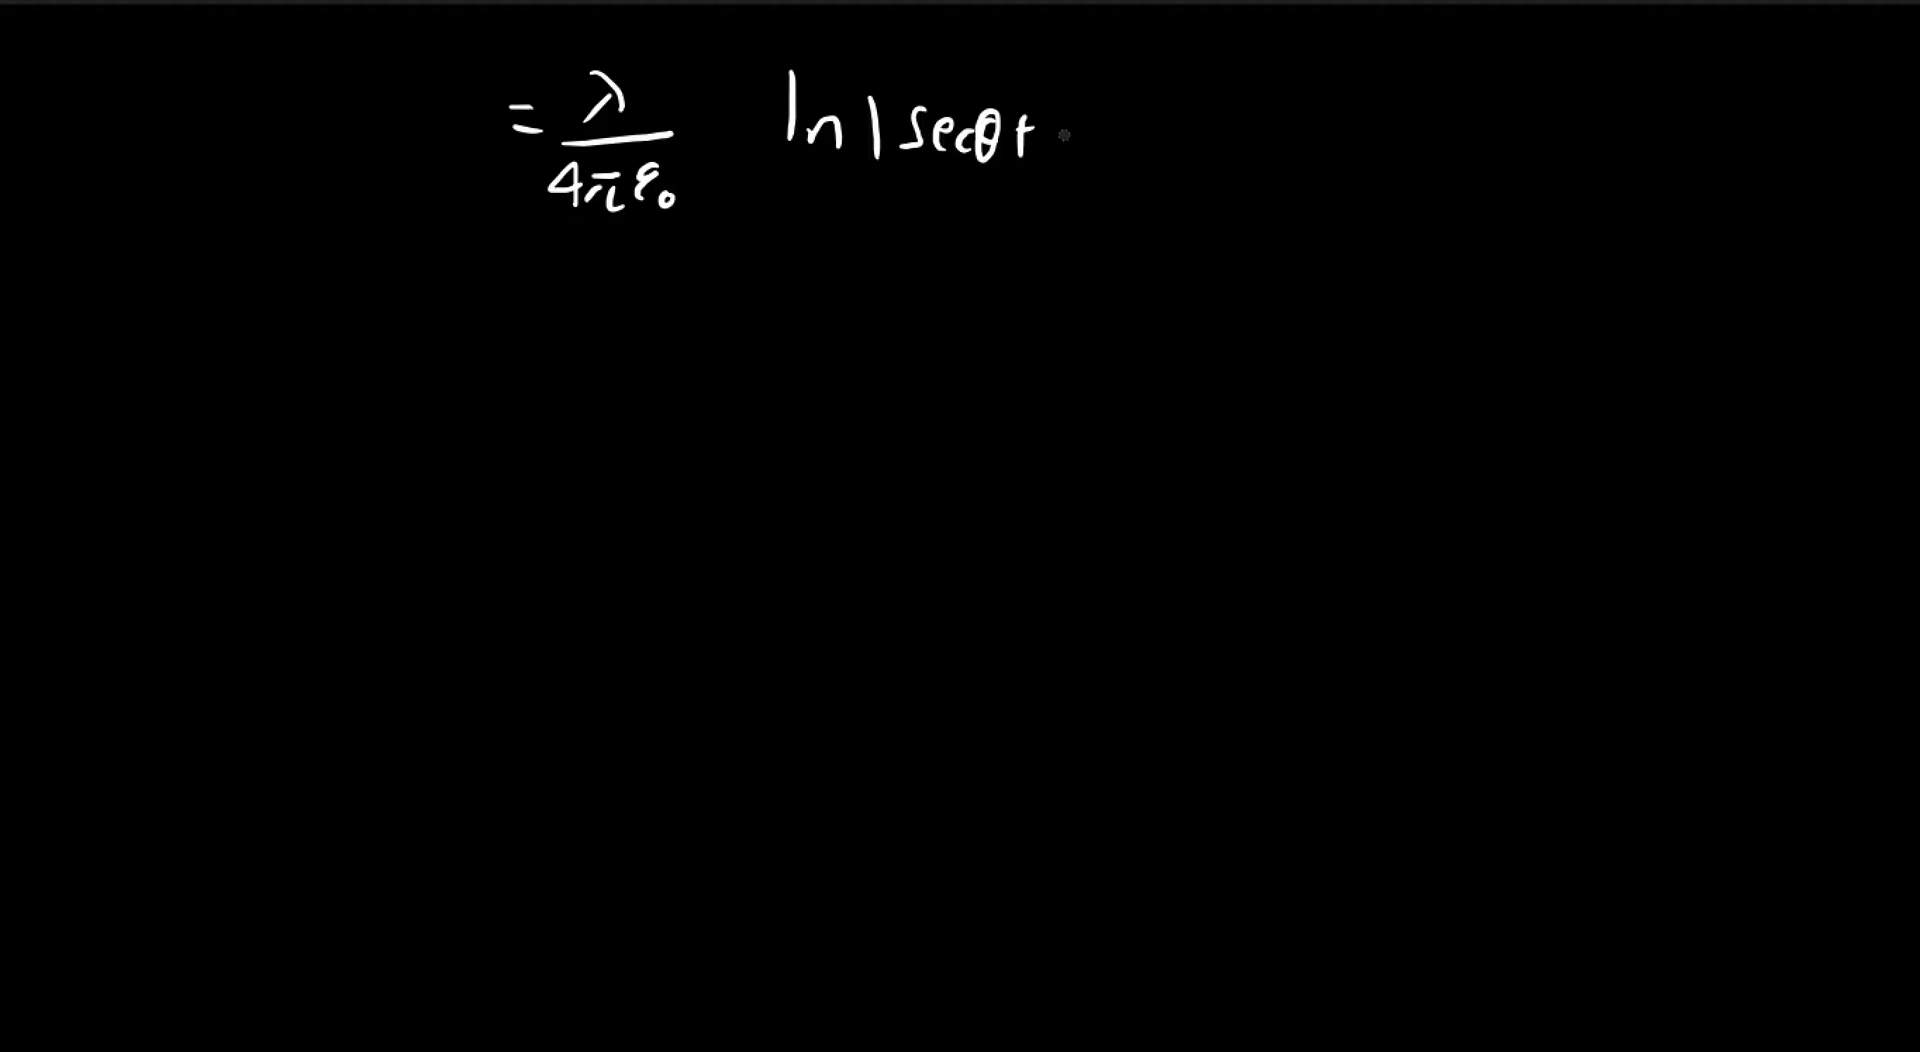 = λ/4πε₀ ln|secθ +